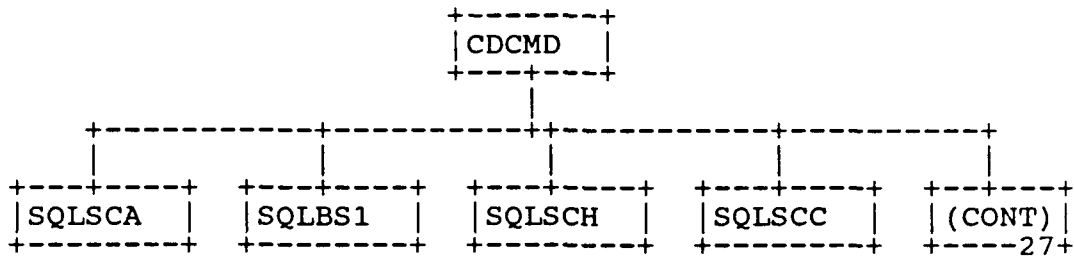 CDCMD
SQLSCA SQLBS1 SQLSCH SQLSCC (CONT)
27